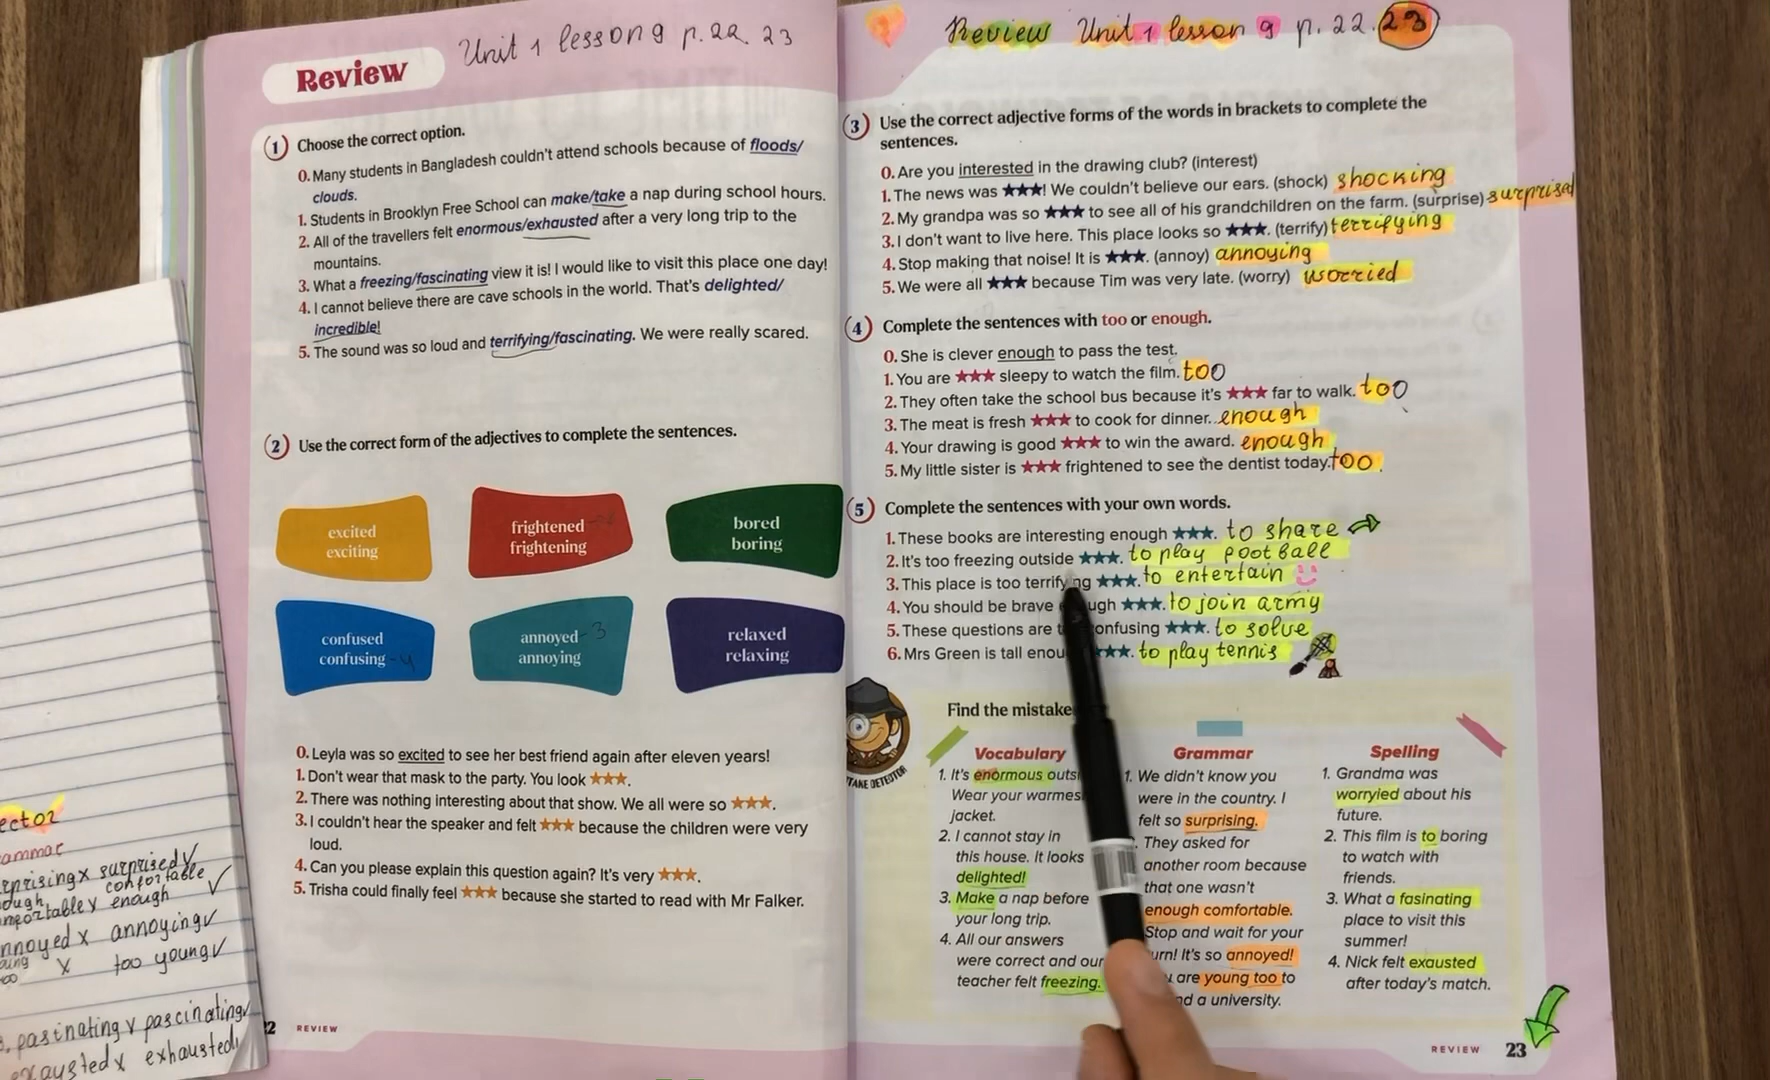 Review
Unit 1 lesson 9 p. 22. 23
1 Choose the correct option.
0. Many students in Bangladesh couldn't attend schools because of floods/
clouds.
1. Students in Brooklyn Free School can make/take a nap during school hours.
2. All of the travellers felt enormous/exhausted after a very long trip to the
mountains.
3. What a freezing/fascinating view it is! I would like to visit this place one day!
4. I cannot believe there are cave schools in the world. That's delighted/
incredible!
5. The sound was so loud and terrifying/fascinating. We were really scared.
2 Use the correct form of the adjectives to complete the sentences.
excited
exciting
frightened
frightening
bored
boring
confused
confusing - 4
annoyed - 3
annoying
relaxed
relaxing
0. Leyla was so excited to see her best friend again after eleven years!
1. Don't wear that mask to the party. You look ★★★.
2. There was nothing interesting about that show. We all were so ★★★.
3. I couldn't hear the speaker and felt ★★★ because the children were very
loud.
4. Can you please explain this question again? It's very ★★★.
5. Trisha could finally feel ★★★ because she started to read with Mr Falker.
REVIEW
Review Unit 1 lesson 9 p. 22. 23
3 Use the correct adjective forms of the words in brackets to complete the
sentences.
0. Are you interested in the drawing club? (interest)
1. The news was ★★★! We couldn't believe our ears. (shock) shocking
2. My grandpa was so ★★★ to see all of his grandchildren on the farm. (surprise)
3. I don't want to live here. This place looks so ★★★. (terrify) terrifying
4. Stop making that noise! It is ★★★. (annoy) annoying
5. We were all ★★★ because Tim was very late. (worry) worried
4 Complete the sentences with too or enough.
0. She is clever enough to pass the test.
1. You are ★★★ sleepy to watch the film. too
2. They often take the school bus because it's ★★★ far to walk. too
3. The meat is fresh ★★★ to cook for dinner. enough
4. Your drawing is good ★★★ to win the award. enough
5. My little sister is ★★★ frightened to see the dentist today. too
5 Complete the sentences with your own words.
1. These books are interesting enough ★★★. to share
2. It's too freezing outside ★★★. to play football
3. This place is too terrifying ★★★. to entertain
4. You should be brave ★★★. to join army
5. These questions are confusing ★★★. to solve
6. Mrs Green is tall ★★★. to play tennis
Find the mistake
DETECTOR
Vocabulary
1. It's enormous
Wear your warmest
jacket.
2. I cannot stay in
this house. It looks
delighted!
3. Make a nap before
your long trip.
4. All our answers
were correct and our
teacher felt freezing.
Grammar
1. We didn't know you
were in the country. I
felt so surprising.
They asked for
another room because
that one wasn't
enough comfortable.
Stop and wait for your
It's so annoyed!
are young too to
a university.
Spelling
1. Grandma was
worryied about his
future.
2. This film is to boring
to watch with
friends.
3. What a fasinating
place to visit this
summer!
4. Nick felt exausted
after today's match.
REVIEW 23
surprised
enough
annoying
too young
exhausted